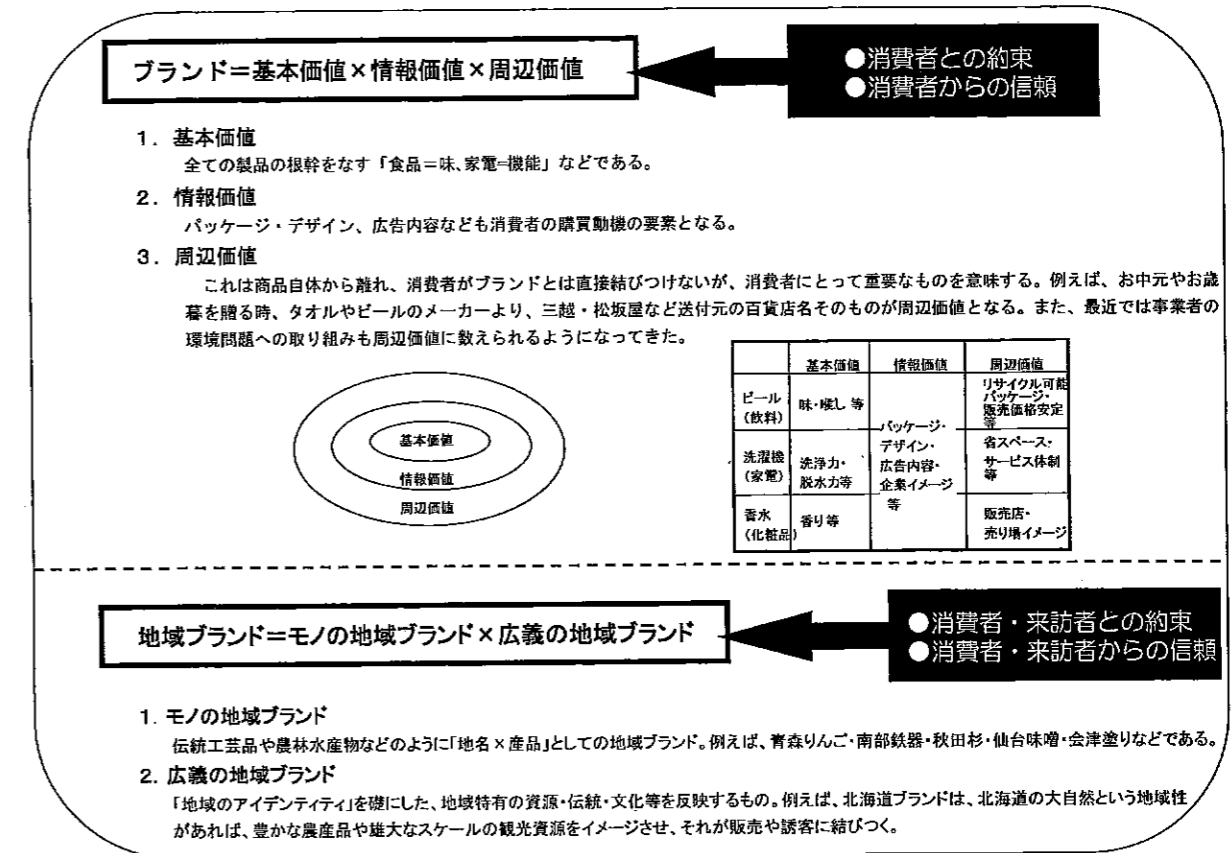 ブランド＝基本価値×情報価値×周辺価値
●消費者との約束
●消費者からの信頼
1. 基本価値
全ての製品の根幹をなす「食品＝味、家電=機能」などである。
2. 情報価値
パッケージ・デザイン、広告内容なども消費者の購買動機の要素となる。
3. 周辺価値
これは商品自体から離れ、消費者がブランドとは直接結びつけないが、消費者にとって重要なものを意味する。例えば、お中元やお歳
暮を贈る時、タオルやビールのメーカーより、三越・松坂屋など送付元の百貨店名そのものが周辺価値となる。また、最近では事業者の
環境問題への取り組みも周辺価値に数えられるようになってきた。
基本価値
情報価値
周辺価値
基本価値 情報価値 周辺価値
ビール
（飲料）
味・喉し 等
リサイクル可能
パッケージ・
販売価格安定
等
パッケージ・
デザイン・
広告内容・
企業イメージ
等
洗濯機
（家電）
洗浄力・
脱水力等
省スペース・
サービス体制
等
香水
（化粧品）
香り等
販売店・
売り場イメージ
地域ブランド＝モノの地域ブランド×広義の地域ブランド
●消費者・来訪者との約束
●消費者・来訪者からの信頼
1. モノの地域ブランド
伝統工芸品や農林水産物などのように「地名×産品」としての地域ブランド。例えば、青森りんご・南部鉄器・秋田杉・仙台味噌・会津塗りなどである。
2. 広義の地域ブランド
「地域のアイデンティティ」を礎にした、地域特有の資源・伝統・文化等を反映するもの。例えば、北海道ブランドは、北海道の大自然という地域性
があれば、豊かな農産品や雄大なスケールの観光資源をイメージさせ、それが販売や誘客に結びつく。